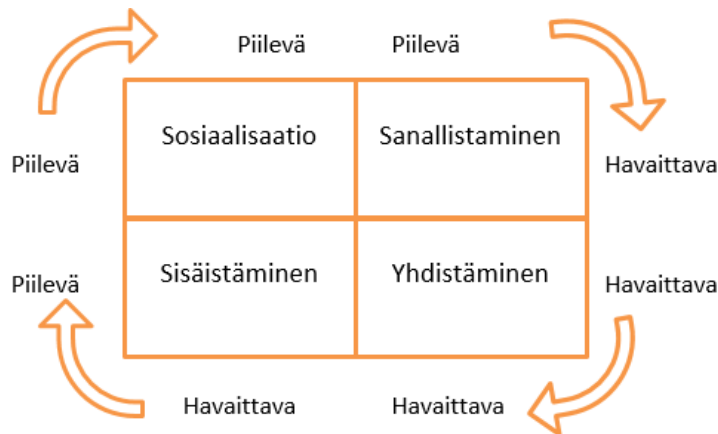 Piilevä Piilevä
Sosiaalisaatio Sanallistaminen
Piilevä Havaittava
Sisäistäminen Yhdistäminen
Piilevä Havaittava
Havaittava Havaittava